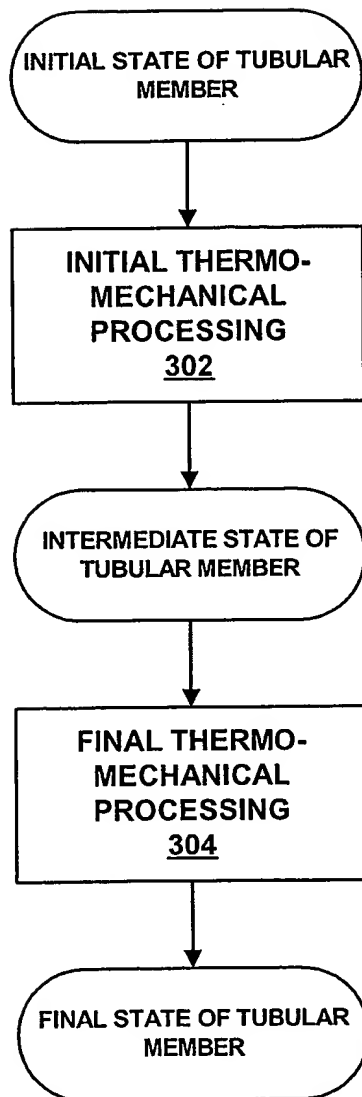 INITIAL STATE OF TUBULAR
MEMBER
INITIAL THERMO-
MECHANICAL
PROCESSING
302
INTERMEDIATE STATE OF
TUBULAR MEMBER
FINAL THERMO-
MECHANICAL
PROCESSING
304
FINAL STATE OF TUBULAR
MEMBER